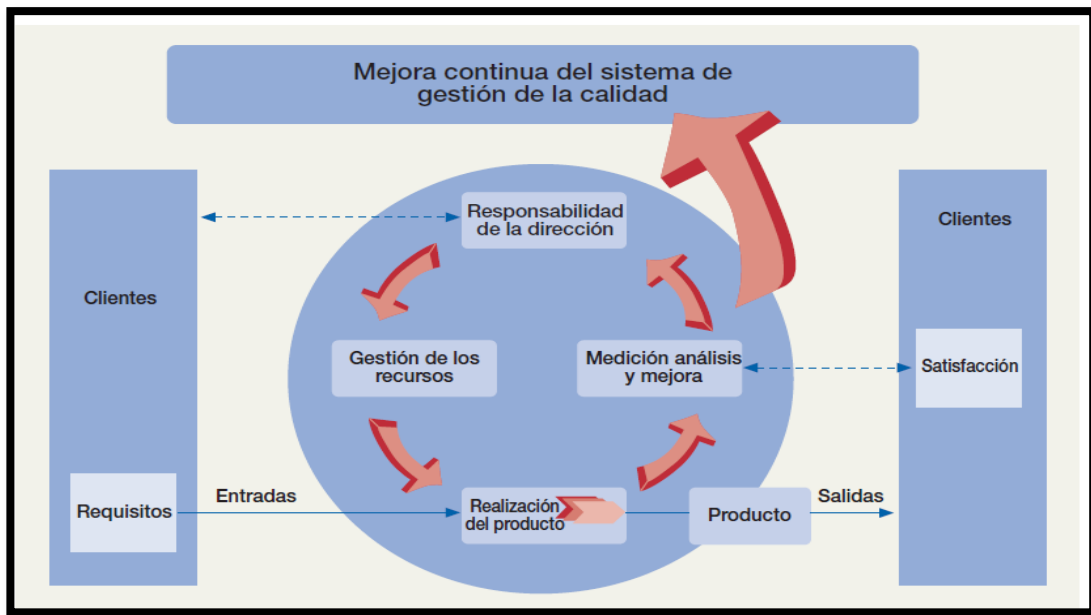 Mejora continua del sistema de
gestión de la calidad
Responsabilidad
de la dirección
Clientes
Clientes
Gestión de los
recursos
Medición análisis
y mejora
Satisfacción
Requisitos
Entradas
Realización
del producto
Producto
Salidas